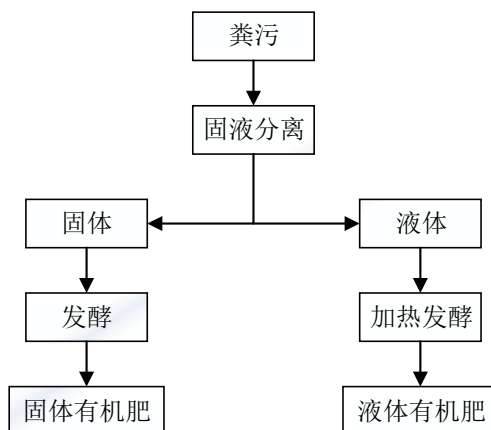 粪污
固液分离
固体
液体
发酵
加热发酵
固体有机肥
液体有机肥